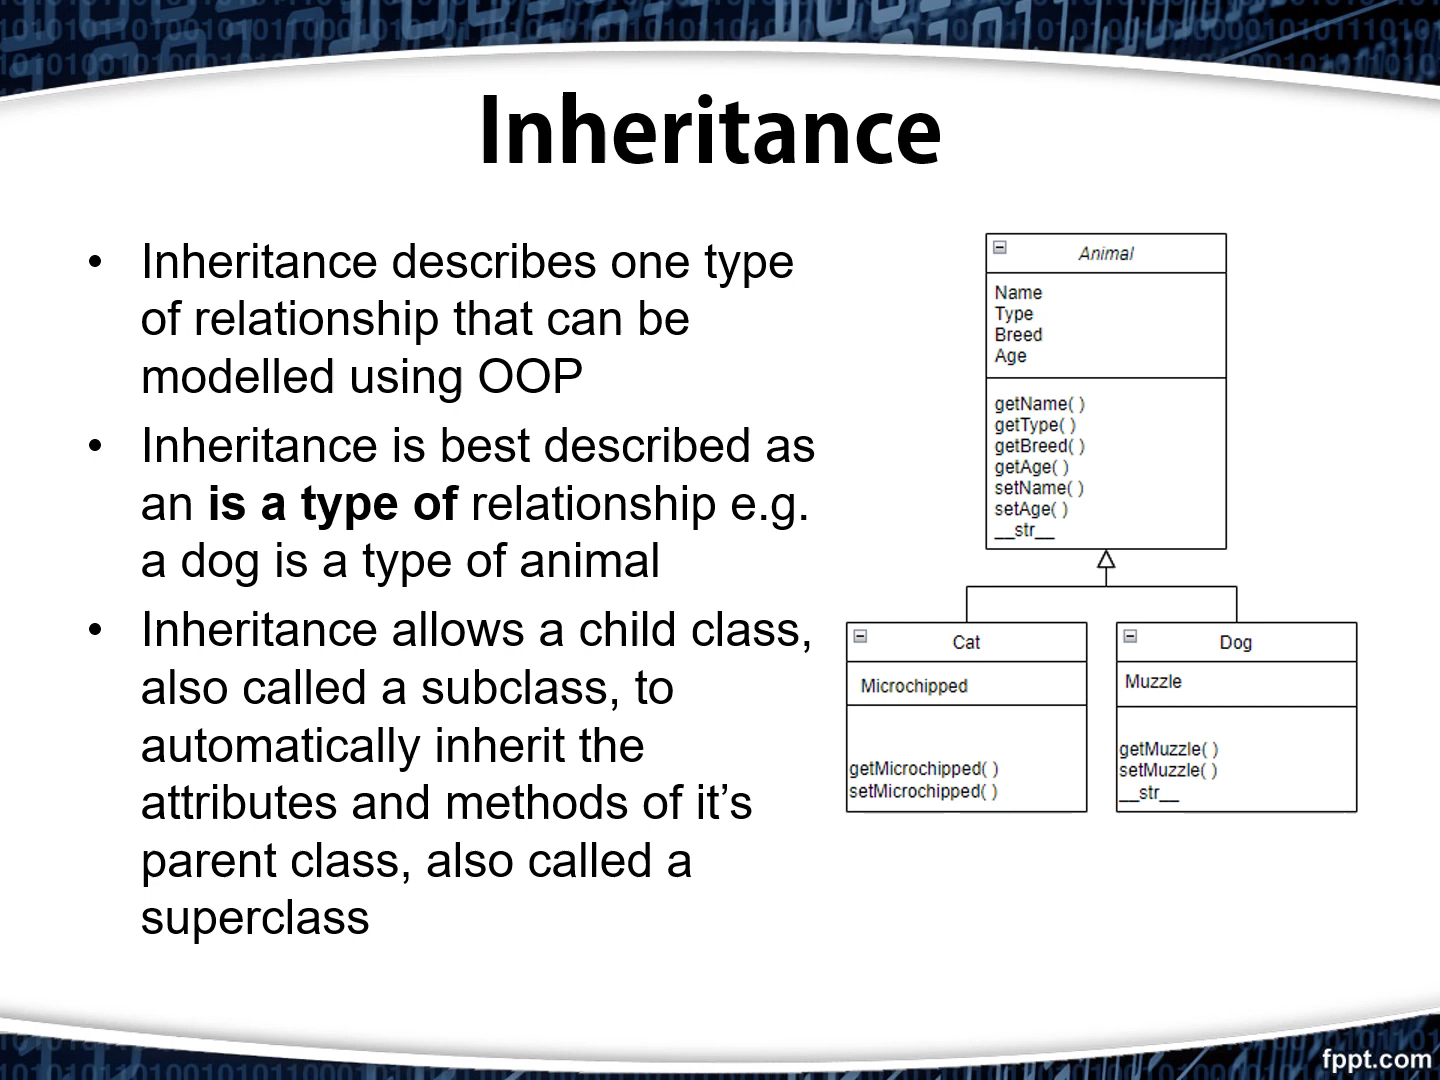 Inheritance
• Inheritance describes one type
of relationship that can be
modelled using OOP
• Inheritance is best described as
an is a type of relationship e.g.
a dog is a type of animal
• Inheritance allows a child class,
also called a subclass, to
automatically inherit the
attributes and methods of it’s
parent class, also called a
superclass
Animal
Name
Type
Breed
Age
getName( )
getType( )
getBreed( )
getAge( )
setName( )
setAge( )
__str__
Cat
Microchipped
getMicrochipped( )
setMicrochipped( )
Dog
Muzzle
getMuzzle( )
setMuzzle( )
__str__
fppt.com